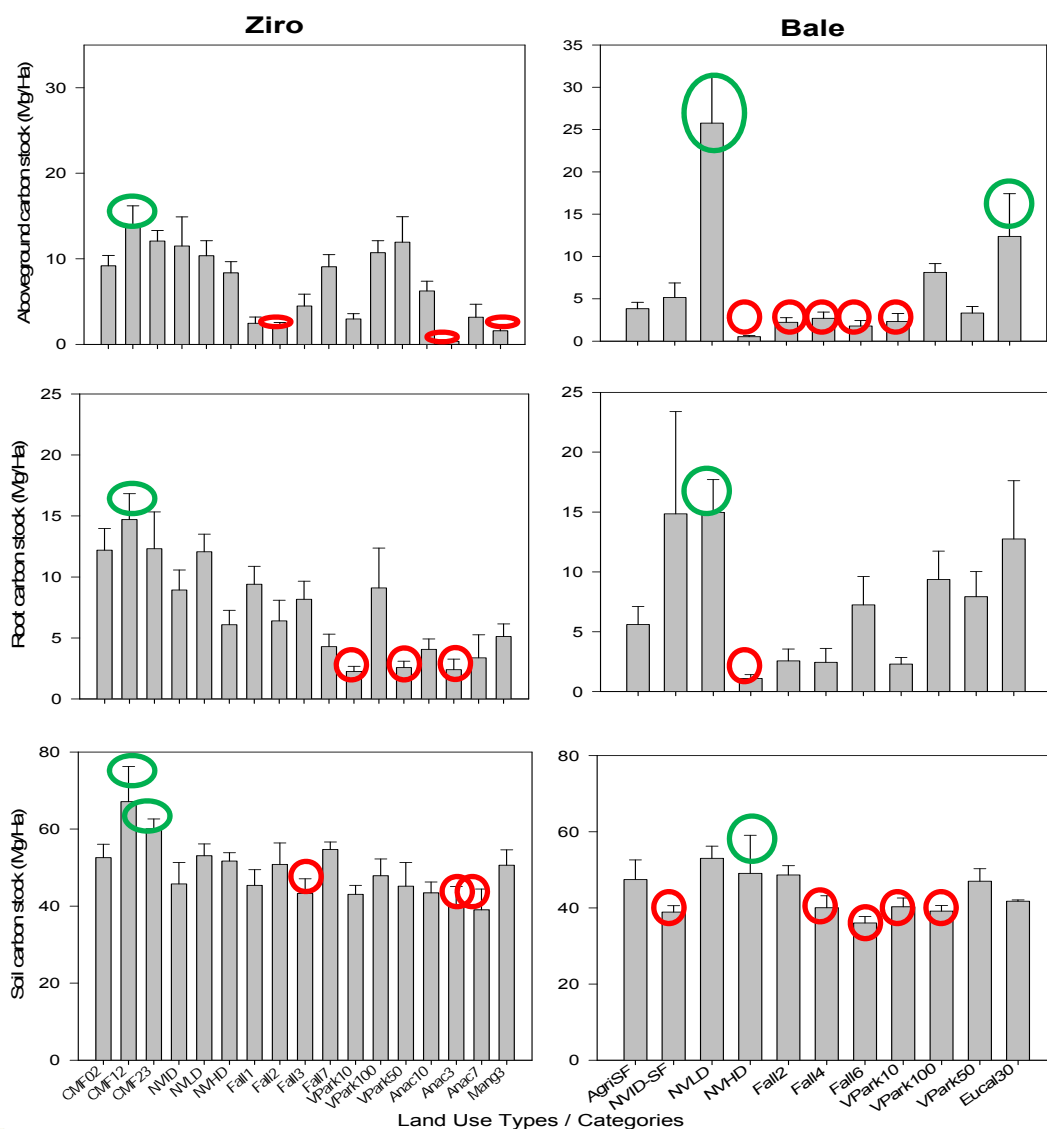 Ziro
Bale
Aboveground carbon stock (Mg/Ha)
30
20
10
0
35
30
25
20
15
10
5
0
Root carbon stock (Mg/Ha)
25
20
15
10
5
0
25
20
15
10
5
0
Soil carbon stock (Mg/Ha)
80
60
40
20
0
80
60
40
20
0
CMF02
CMF12
CMF23
NVID
NVLD
NVHD
Fall1
Fall2
Fall3
Fall7
VPark10
VPark100
VPark50
Anac10
Anac3
Anac7
Mang3
AgriSF
NVID-SF
NVLD
NVHD
Fall2
Fall4
Fall6
VPark10
VPark100
VPark50
Eucal30
Land Use Types / Categories